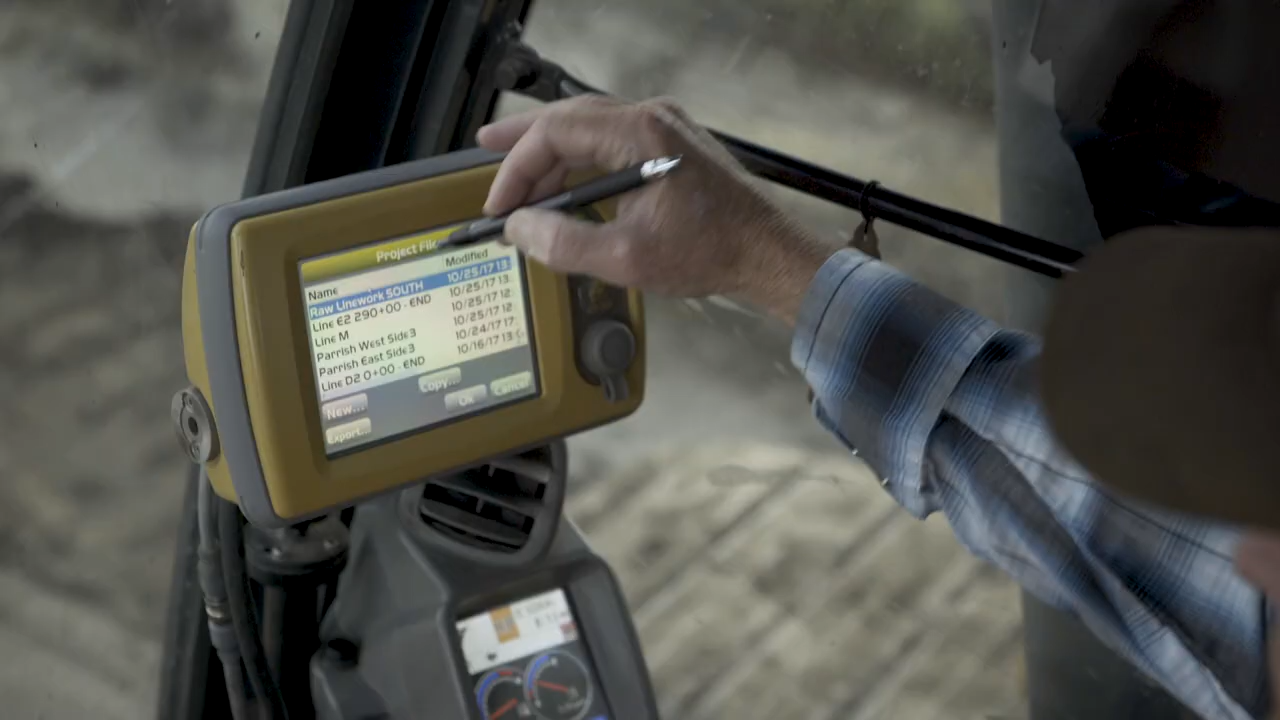 Project File
Name Modified
Raw Linework SOUTH 10/25/17 13:
Line E2 290+00 - END 10/25/17 13:
Line M 10/25/17 12:
Parrish West Side3 10/25/17 12:
Parrish East Side3 10/24/17 17:
Line D2 0+00 - END 10/16/17 13:
Copy...
New... Ok Cancel
Export...